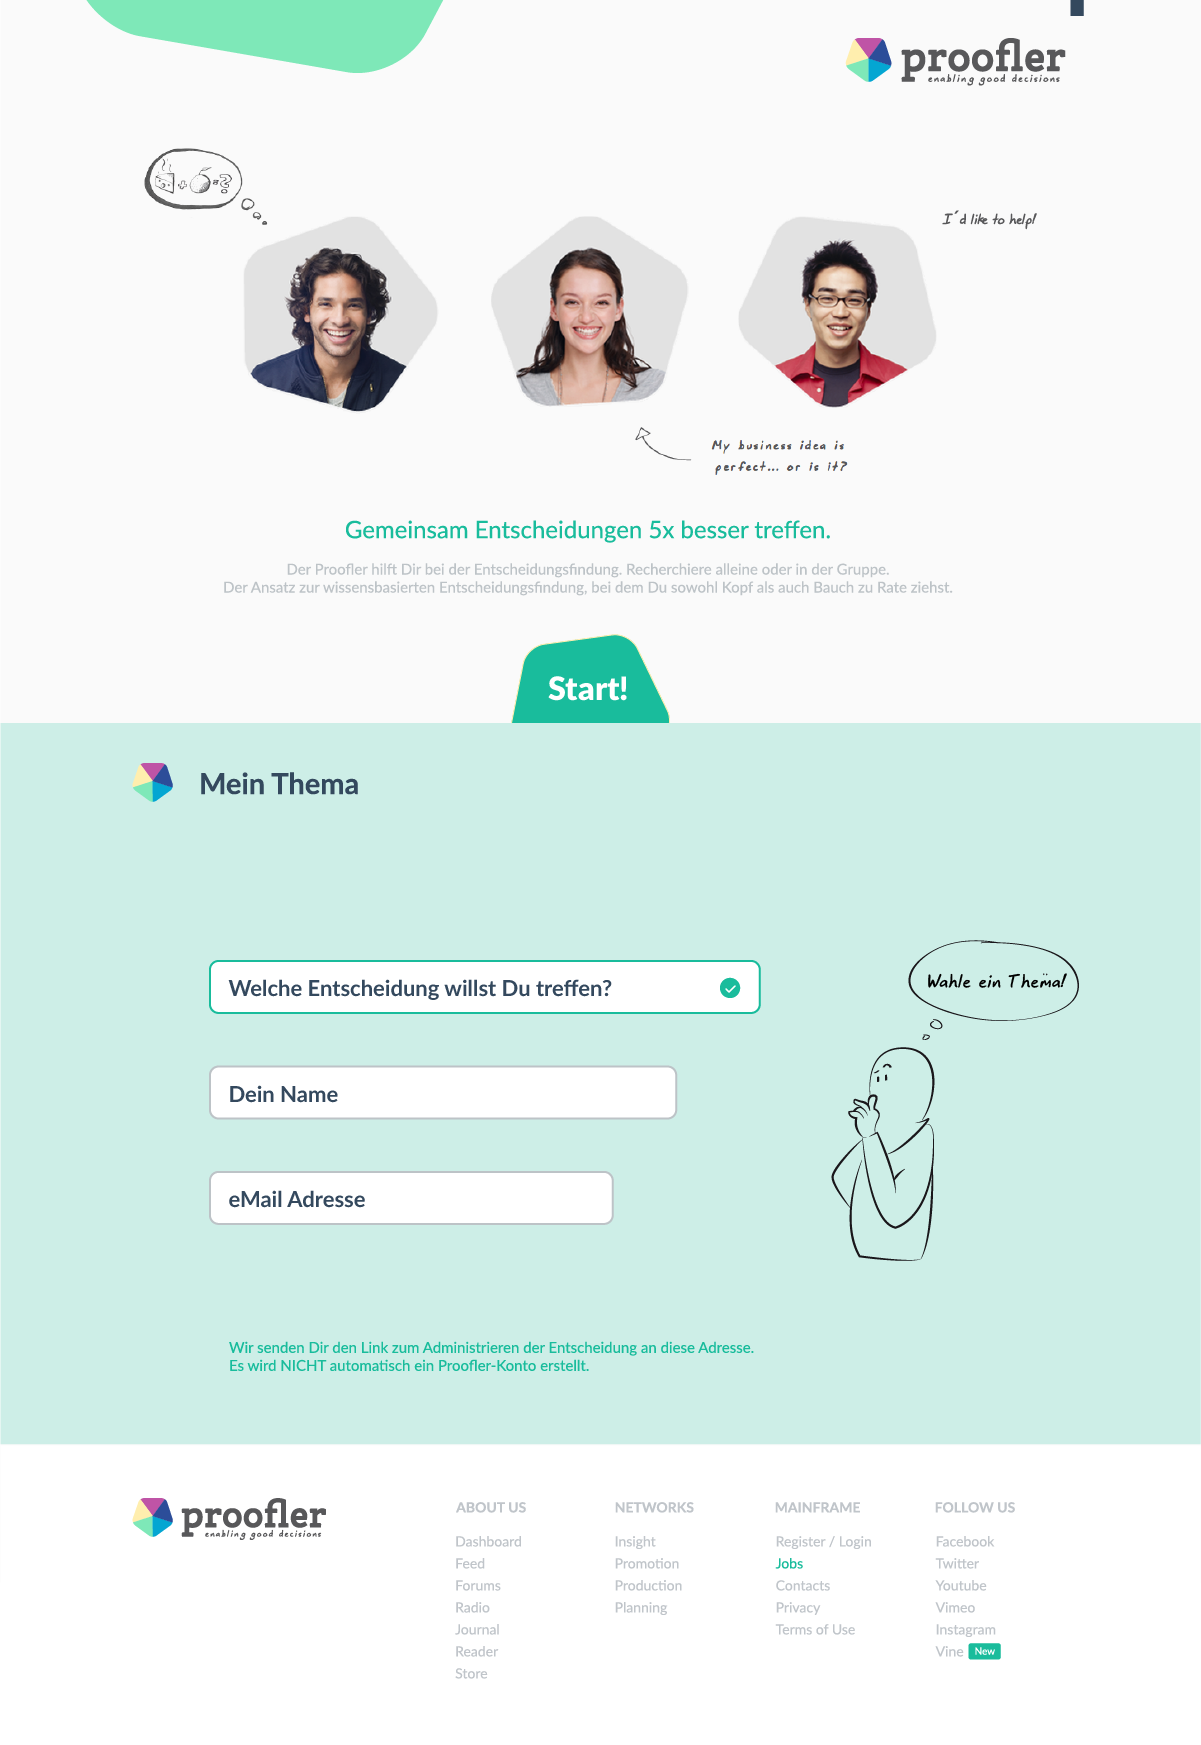 proofler
enabling good decisions
+ =?
I´d like to help!
My business idea is
perfect... or is it?
Gemeinsam Entscheidungen 5x besser treffen.
Der Proofler hilft Dir bei der Entscheidungsfindung. Recherchiere alleine oder in der Gruppe.
Der Ansatz zur wissensbasierten Entscheidungsfindung, bei dem Du sowohl Kopf als auch Bauch zu Rate ziehst.
Start!
Mein Thema
Welche Entscheidung willst Du treffen?
Wahle ein Thema!
Dein Name
eMail Adresse
Wir senden Dir den Link zum Administrieren der Entscheidung an diese Adresse.
Es wird NICHT automatisch ein Proofler-Konto erstellt.
proofler
enabling good decisions
ABOUT US
Dashboard
Feed
Forums
Radio
Journal
Reader
Store
NETWORKS
Insight
Promotion
Production
Planning
MAINFRAME
Register / Login
Jobs
Contacts
Privacy
Terms of Use
FOLLOW US
Facebook
Twitter
Youtube
Vimeo
Instagram
Vine New